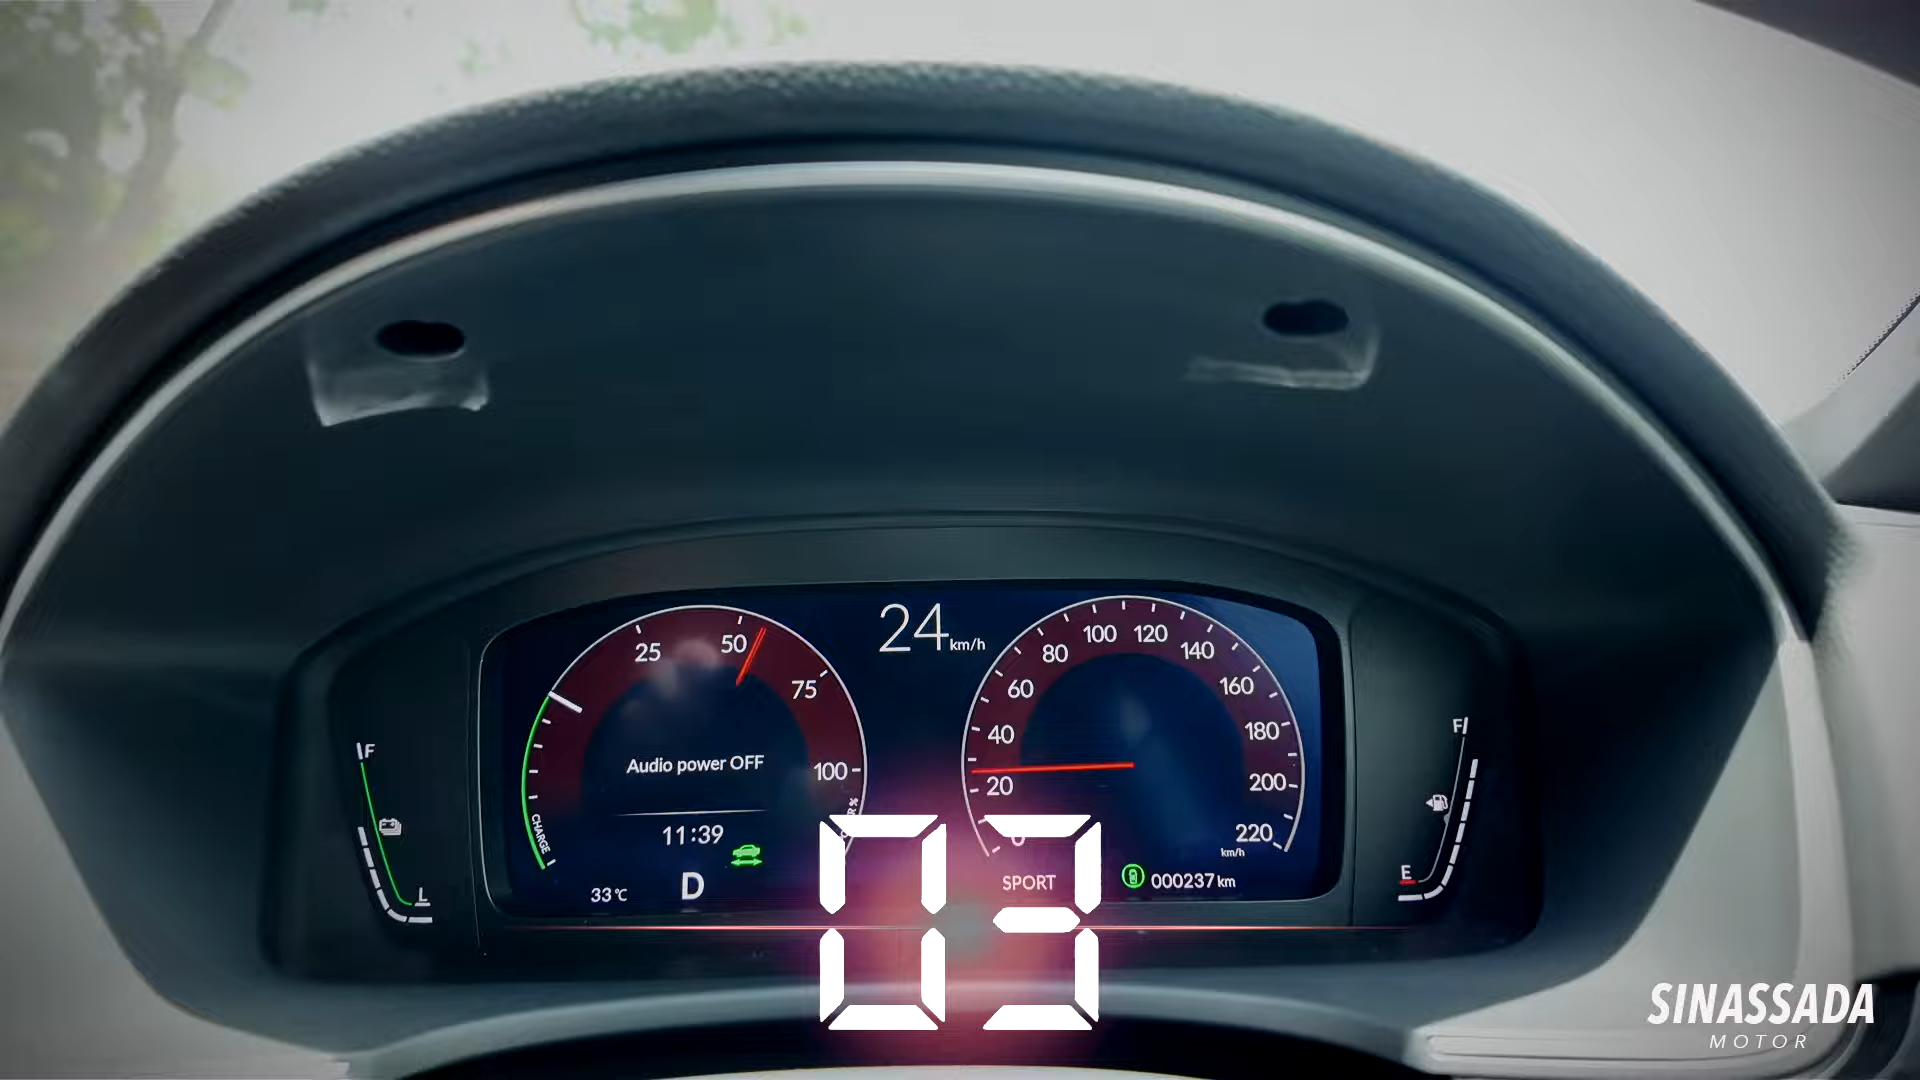 24 km/h
25
50
75
100
CHARGE
Audio power OFF
11:39
33°C
D
F
L
0
20
40
60
80
100
120
140
160
180
200
220
km/h
SPORT
000237 km
F
E
03
SINASSADA
MOTOR